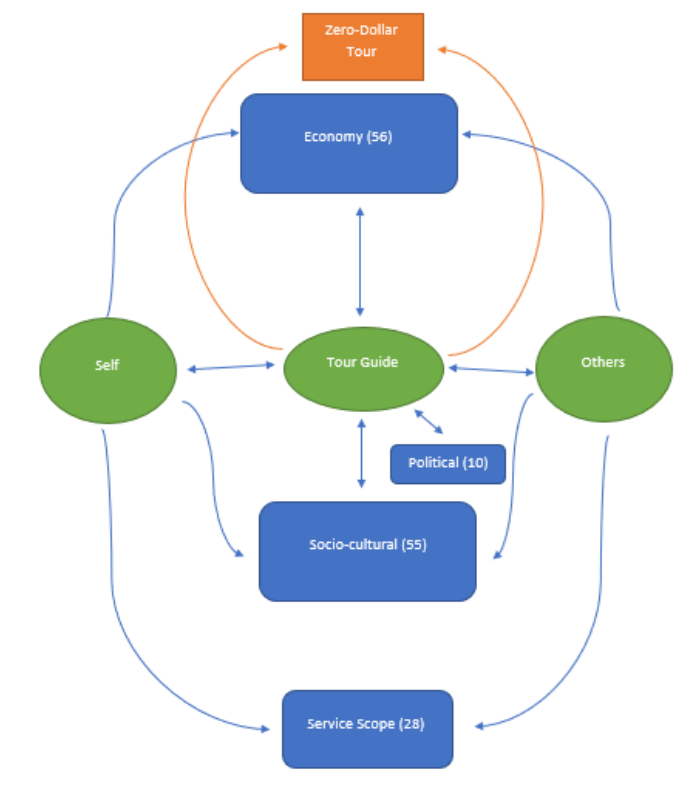 Zero-Dollar
Tour
Economy (56)
Self
Tour Guide
Others
Political (10)
Socio-cultural (55)
Service Scope (28)